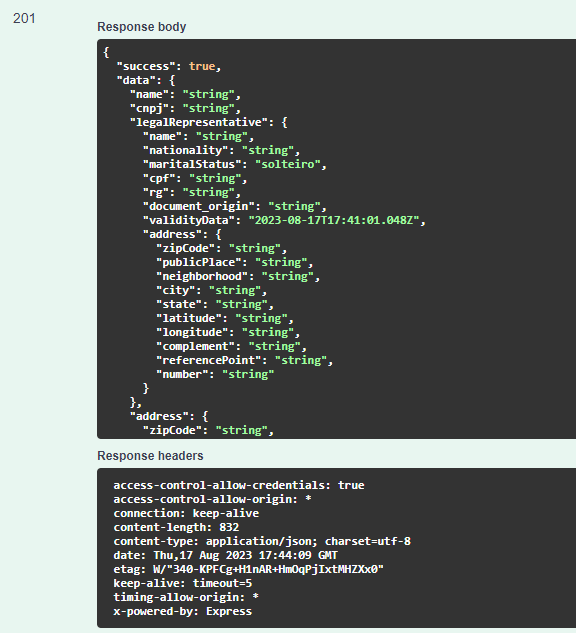 201
Response body
{
  "success": true,
  "data": {
    "name": "string",
    "cnpj": "string",
    "legalRepresentative": {
      "name": "string",
      "nationality": "string",
      "maritalStatus": "solteiro",
      "cpf": "string",
      "rg": "string",
      "document_origin": "string",
      "validityData": "2023-08-17T17:41:01.048Z",
      "address": {
        "zipCode": "string",
        "publicPlace": "string",
        "neighborhood": "string",
        "city": "string",
        "state": "string",
        "latitude": "string",
        "longitude": "string",
        "complement": "string",
        "referencePoint": "string",
        "number": "string"
      }
    },
    "address": {
      "zipCode": "string",
Response headers
access-control-allow-credentials: true
access-control-allow-origin: *
connection: keep-alive
content-length: 832
content-type: application/json; charset=utf-8
date: Thu,17 Aug 2023 17:44:09 GMT
etag: W/"340-KPFCg+H1nAR+HmOqPjIxtMHZXx0"
keep-alive: timeout=5
timing-allow-origin: *
x-powered-by: Express